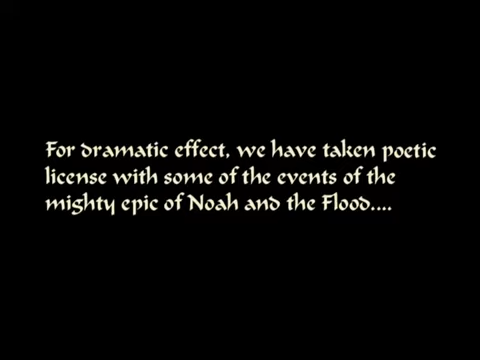 For dramatic effect, we have taken poetic
license with some of the events of the
mighty epic of Noah and the Flood....